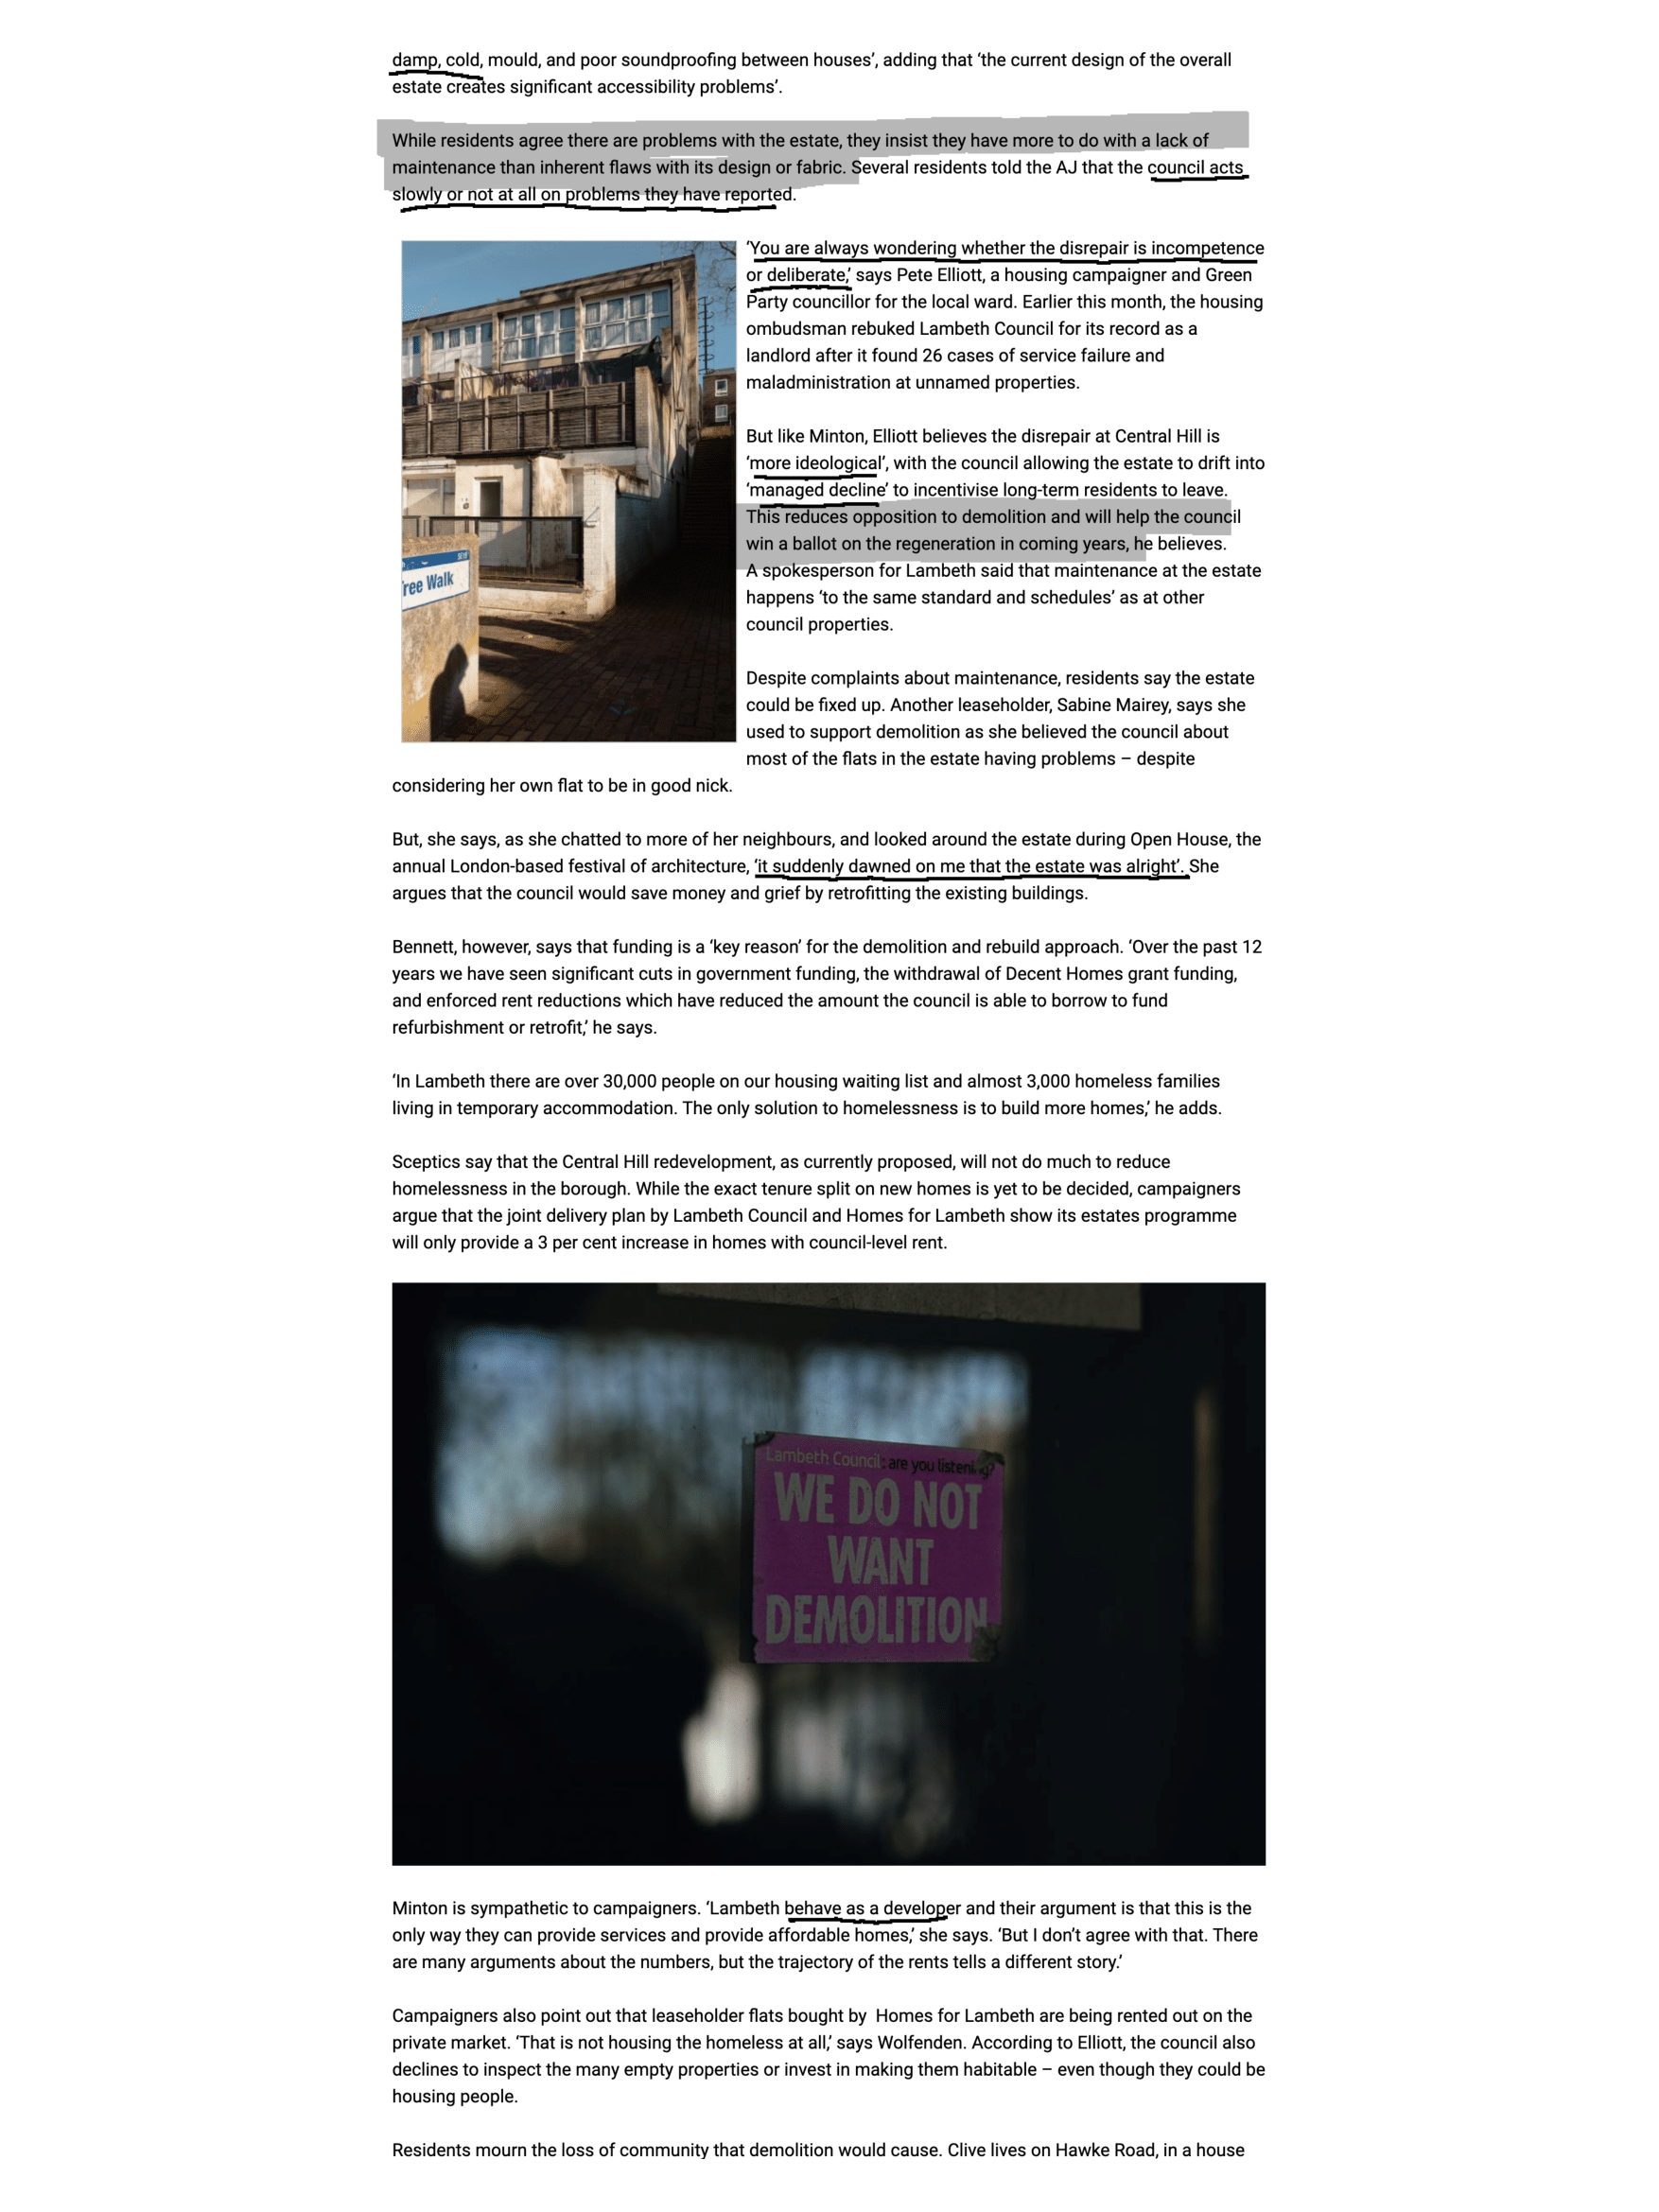 damp, cold, mould, and poor soundproofing between houses’, adding that ‘the current design of the overall
estate creates significant accessibility problems’.
While residents agree there are problems with the estate, they insist they have more to do with a lack of
maintenance than inherent flaws with its design or fabric. Several residents told the AJ that the council acts
slowly or not at all on problems they have reported.
‘You are always wondering whether the disrepair is incompetence
or deliberate,’ says Pete Elliott, a housing campaigner and Green
Party councillor for the local ward. Earlier this month, the housing
ombudsman rebuked Lambeth Council for its record as a
landlord after it found 26 cases of service failure and
maladministration at unnamed properties.
But like Minton, Elliott believes the disrepair at Central Hill is
‘more ideological’, with the council allowing the estate to drift into
‘managed decline’ to incentivise long-term residents to leave.
This reduces opposition to demolition and will help the council
win a ballot on the regeneration in coming years, he believes.
A spokesperson for Lambeth said that maintenance at the estate
happens ‘to the same standard and schedules’ as at other
council properties.
SE19
ree Walk
Despite complaints about maintenance, residents say the estate
could be fixed up. Another leaseholder, Sabine Mairey, says she
used to support demolition as she believed the council about
most of the flats in the estate having problems – despite
considering her own flat to be in good nick.
But, she says, as she chatted to more of her neighbours, and looked around the estate during Open House, the
annual London-based festival of architecture, ‘it suddenly dawned on me that the estate was alright’. She
argues that the council would save money and grief by retrofitting the existing buildings.
Bennett, however, says that funding is a ‘key reason’ for the demolition and rebuild approach. ‘Over the past 12
years we have seen significant cuts in government funding, the withdrawal of Decent Homes grant funding,
and enforced rent reductions which have reduced the amount the council is able to borrow to fund
refurbishment or retrofit,’ he says.
‘In Lambeth there are over 30,000 people on our housing waiting list and almost 3,000 homeless families
living in temporary accommodation. The only solution to homelessness is to build more homes,’ he adds.
Sceptics say that the Central Hill redevelopment, as currently proposed, will not do much to reduce
homelessness in the borough. While the exact tenure split on new homes is yet to be decided, campaigners
argue that the joint delivery plan by Lambeth Council and Homes for Lambeth show its estates programme
will only provide a 3 per cent increase in homes with council-level rent.
Lambeth Council: are you listening?
WE DO NOT
WANT
DEMOLITION
Minton is sympathetic to campaigners. ‘Lambeth behave as a developer and their argument is that this is the
only way they can provide services and provide affordable homes,’ she says. ‘But I don’t agree with that. There
are many arguments about the numbers, but the trajectory of the rents tells a different story.’
Campaigners also point out that leaseholder flats bought by  Homes for Lambeth are being rented out on the
private market. ‘That is not housing the homeless at all,’ says Wolfenden. According to Elliott, the council also
declines to inspect the many empty properties or invest in making them habitable – even though they could be
housing people.
Residents mourn the loss of community that demolition would cause. Clive lives on Hawke Road, in a house